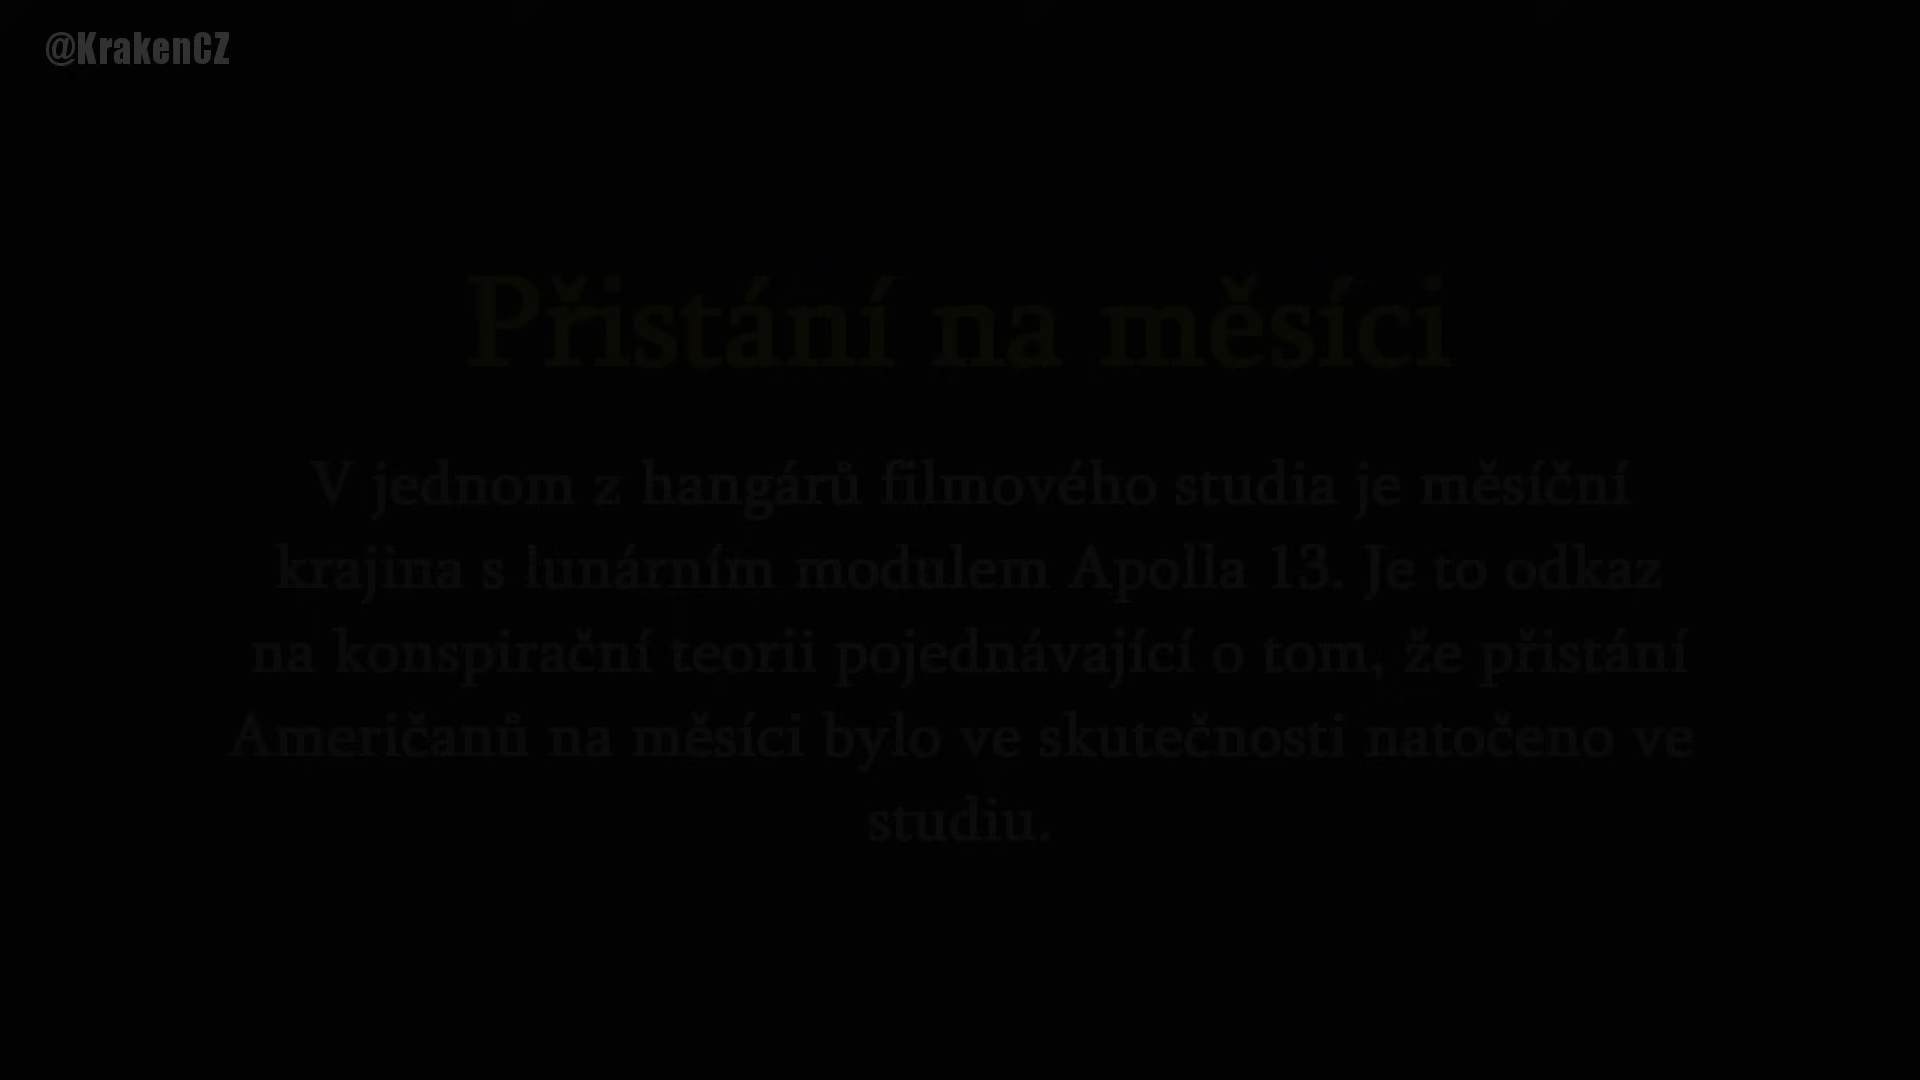 @KrakenCZ
Přistání na měsíci
V jednom z hangárů filmového studia je měsíční
krajina s lunárním modulem Apolla 13. Je to odkaz
na konspirační teorii pojednávající o tom, že přistání
Američanů na měsíci bylo ve skutečnosti natočeno ve
studiu.